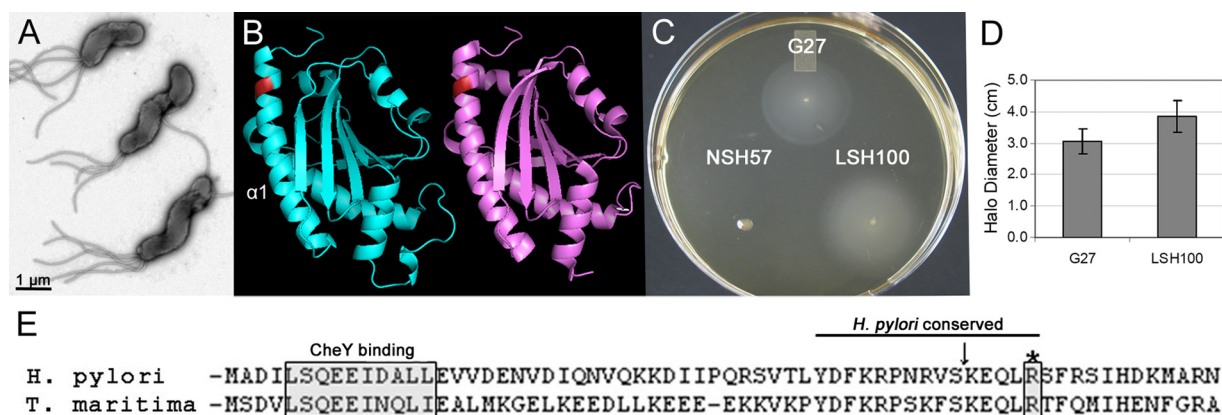 A
B
C
D
G27
NSH57
LSH100
α1
1 µm
Halo Diameter (cm)
5.0
4.0
3.0
2.0
1.0
0.0
G27
LSH100
E
H. pylori conserved
CheY binding
*
H. pylori -MADILSQEEIDALLEVVDENVDIQNVQKKDIIPQRSVTLYDFKRPNRVSKEQLRSFRSIHDKMARN
T. maritima -MSDVLSQEEINQLIEALMKGELKEEDLLKEEE-EKKVKPYDFKRPSKFSKEQLRTFQMIHENFGRA